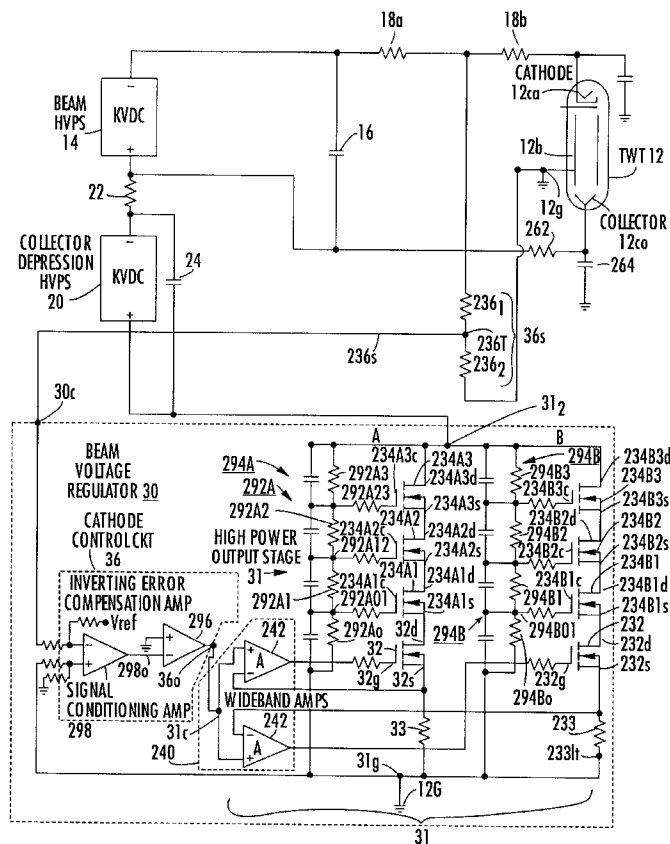 18a
18b
CATHODE
12ca
BEAM
HVPS
14
KVDC
−
+
16
12b
TWT 12
22
12g
COLLECTOR
12co
COLLECTOR
DEPRESSION
HVPS
20
KVDC
−
+
24
262
264
236₁
236T
36s
236₂
236s
30c
31₂
A
B
BEAM
VOLTAGE
REGULATOR 30
CATHODE
CONTROL CKT
36
INVERTING ERROR
COMPENSATION AMP
Vref
296
298o
36o
SIGNAL
CONDITIONING AMP
298
294A
292A
292A2
HIGH POWER
OUTPUT STAGE
31
292A1
292A3
292A23
234A2c
292A12
234A1c
292A01
292Ao
234A3c
234A3
234A3d
234A3s
234A2
234A2d
234A2s
234A1
234A1d
234A1s
32d
32
32g
32s
242
A
WIDEBAND AMPS
242
A
240
31c
33
31g
12G
294B
294B3
234B3c
294B2
234B2c
234B2d
234B1c
294B1
294B
294B01
294Bo
234B3d
234B3
234B3s
234B2
234B2s
234B1
234B1d
234B1s
232
232d
232g
232s
233
233lt
31